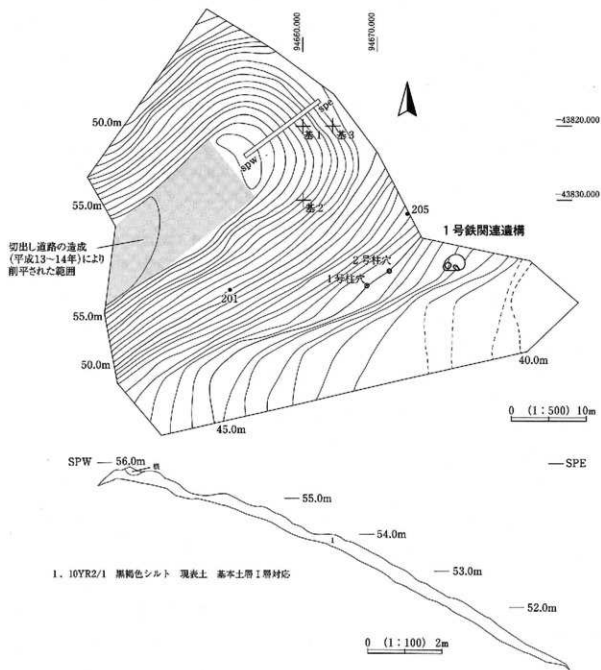 94660.000
94670.000
50.0m
spe
基1
基3
-43820.000
spw
基2
-43830.000
55.0m
205
1号鉄関連遺構
切出し道路の造成
(平成13~14年)により
削平された範囲
2号柱穴
1号柱穴
201
55.0m
50.0m
40.0m
45.0m
0 (1:500) 10m
SPW
56.0m
SPE
55.0m
1
54.0m
1. 10YR2/1 黒褐色シルト 現表土 基本土層Ⅰ層対応
53.0m
52.0m
0 (1:100) 2m